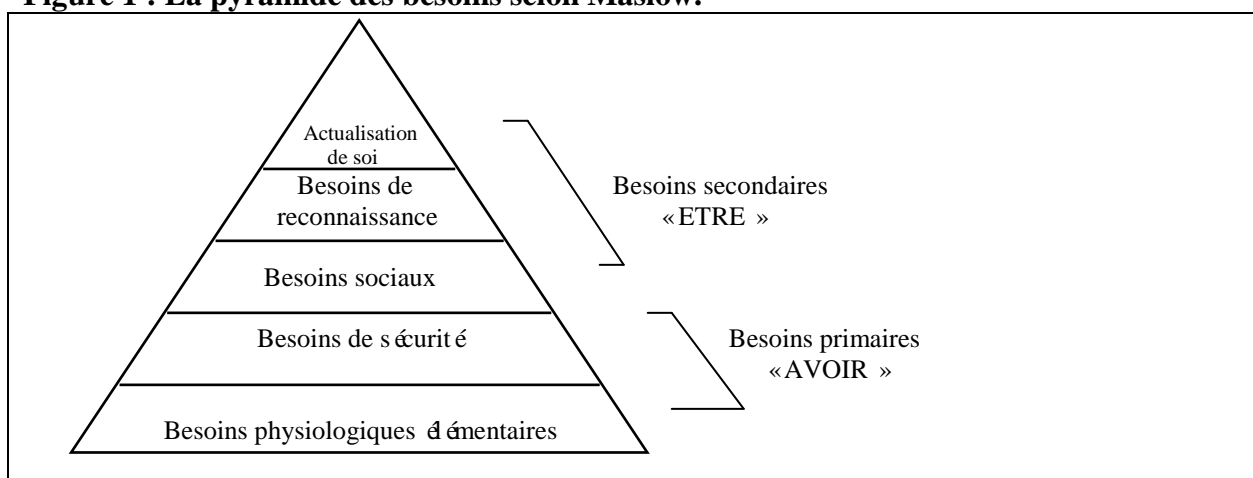 Figure 1 : La pyramide des besoins selon Maslow.
Actualisation
de soi
Besoins de
reconnaissance
Besoins secondaires
«ETRE »
Besoins sociaux
Besoins de sécurité
Besoins primaires
«AVOIR »
Besoins physiologiques élémentaires